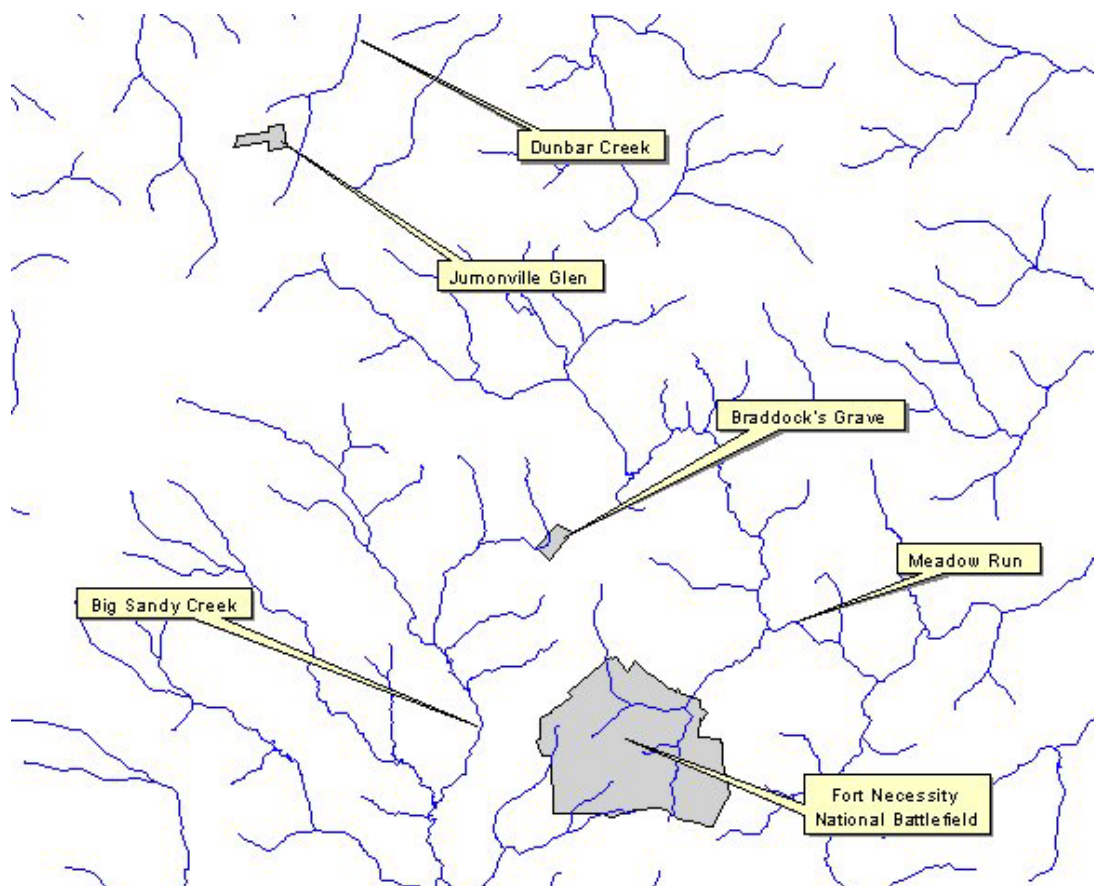 Dunbar Creek
Jumonville Glen
Braddock's Grave
Meadow Run
Big Sandy Creek
Fort Necessity
National Battlefield